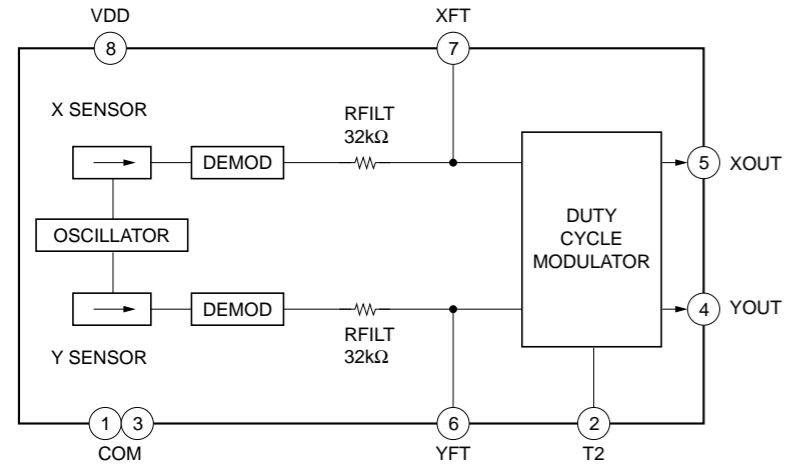 VDD
XFT
8
7
X SENSOR
RFILT
32kΩ
DEMOD
5
XOUT
OSCILLATOR
DUTY
CYCLE
MODULATOR
DEMOD
4
YOUT
RFILT
32kΩ
Y SENSOR
1
3
6
2
COM
YFT
T2